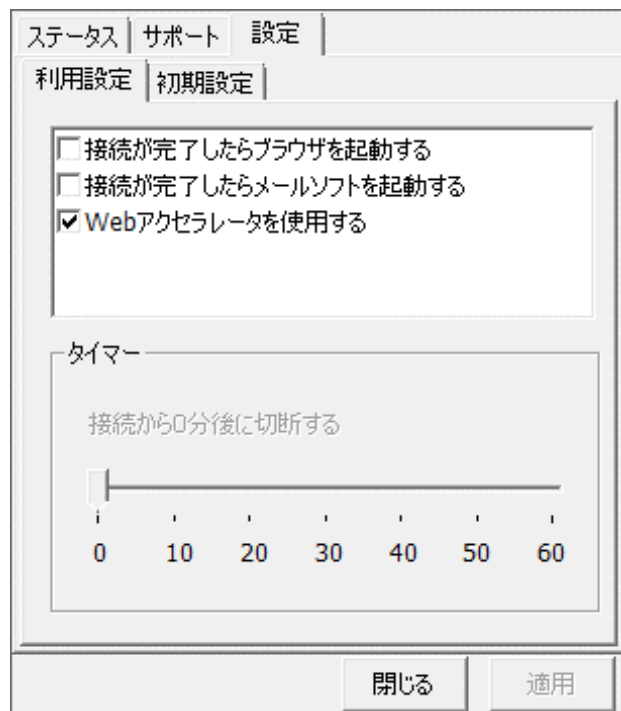 ステータス サポート 設定
利用設定 初期設定
接続が完了したらブラウザを起動する
接続が完了したらメールソフトを起動する
Webアクセラレータを使用する
タイマー
接続から0分後に切断する
0 10 20 30 40 50 60
閉じる 適用